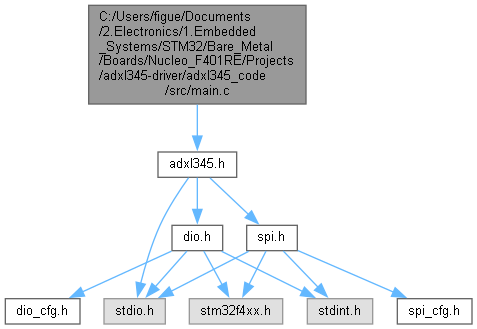 C:/Users/figue/Documents
/2.Electronics/1.Embedded
_Systems/STM32/Bare_Metal
/Boards/Nucleo_F401RE/Projects
/adxl345-driver/adxl345_code
/src/main.c
adxl345.h
dio.h
spi.h
dio_cfg.h
stdio.h
stm32f4xx.h
stdint.h
spi_cfg.h